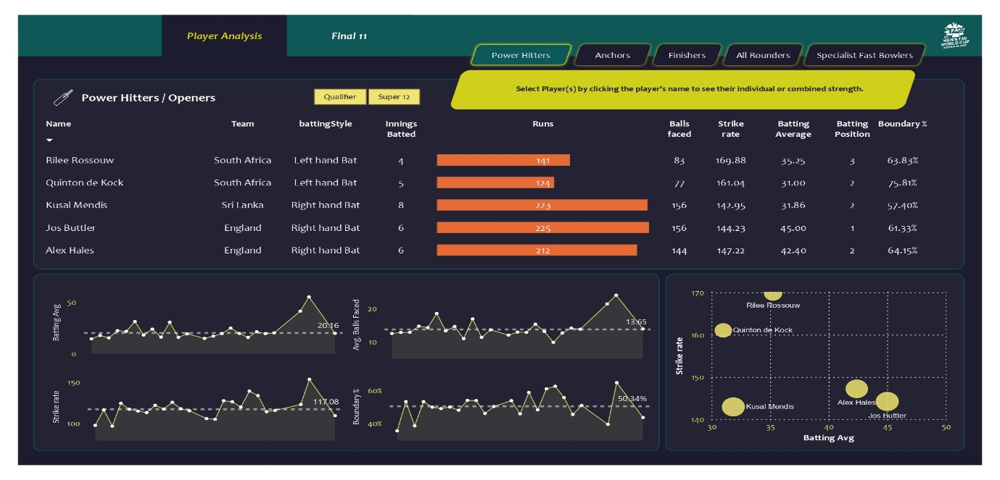 Player Analysis Final 11
MEN'S T20
WORLD CUP
Power Hitters Anchors Finishers All Rounders Specialist Fast Bowlers
Select Player(s) by clicking the player's name to see their individual or combined strength.
Power Hitters / Openers Qualifier Super 12
Name Team battingStyle Innings Batted Runs Balls faced Strike rate Batting Average Batting Position Boundary %
Rilee Rossouw South Africa Left hand Bat 4 141 83 169.88 35.25 3 63.83%
Quinton de Kock South Africa Left hand Bat 5 124 77 161.04 31.00 2 75.81%
Kusal Mendis Sri Lanka Right hand Bat 8 223 156 142.95 31.86 2 57.40%
Jos Buttler England Right hand Bat 6 225 156 144.23 45.00 1 61.33%
Alex Hales England Right hand Bat 6 212 144 147.22 42.40 2 64.15%
Batting Avg
50
0
20.16
Avg. Balls Faced
20
10
13.65
Strike rate
150
100
117.08
Boundary %
60%
40%
50.34%
Strike rate
170
160
150
140
Rilee Rossouw
Quinton de Kock
Alex Hales
Kusal Mendis
Jos Buttler
30 35 40 45 50
Batting Avg